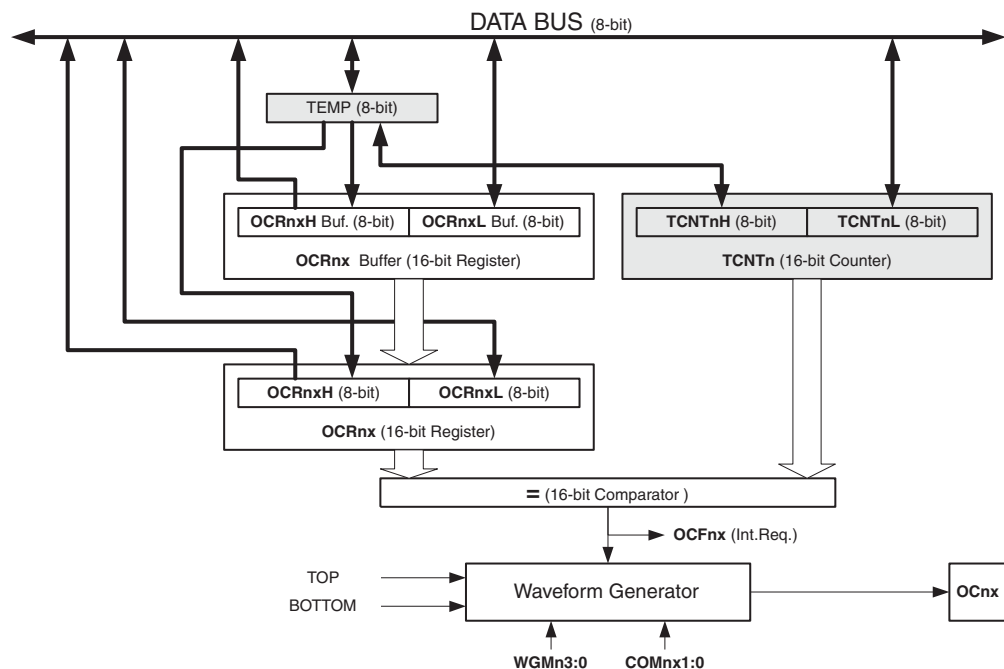 DATA BUS (8-bit)
TEMP (8-bit)
OCRnxH Buf. (8-bit)
OCRnxL Buf. (8-bit)
TCNTnH (8-bit)
TCNTnL (8-bit)
OCRnx Buffer (16-bit Register)
TCNTn (16-bit Counter)
OCRnxH (8-bit)
OCRnxL (8-bit)
OCRnx (16-bit Register)
= (16-bit Comparator )
OCFnx (Int.Req.)
TOP
BOTTOM
Waveform Generator
OCnx
WGMn3:0
COMnx1:0